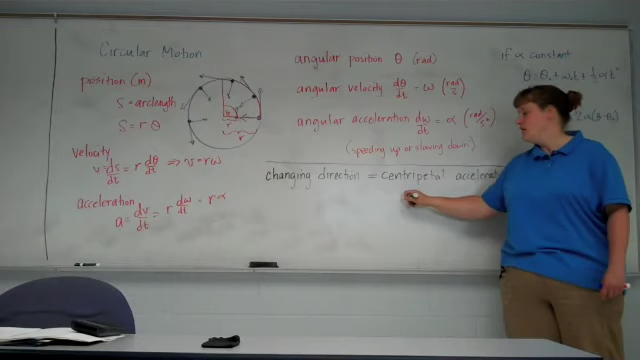 Circular Motion
position (m)
S = arclength
S = r θ
velocity
v = ds/dt = r dθ/dt ⇒ v = rω
acceleration
a = dv/dt = r dω/dt = rα
r
r
angular position θ (rad)
angular velocity dθ/dt = ω (rad/s)
angular acceleration dω/dt = α (rad/s²)
(speeding up or slowing down)
changing direction = centripetal accelerat
if α constant
θ = θ₀ + ω₀t + ½αt²
2α(θ-θ₀)